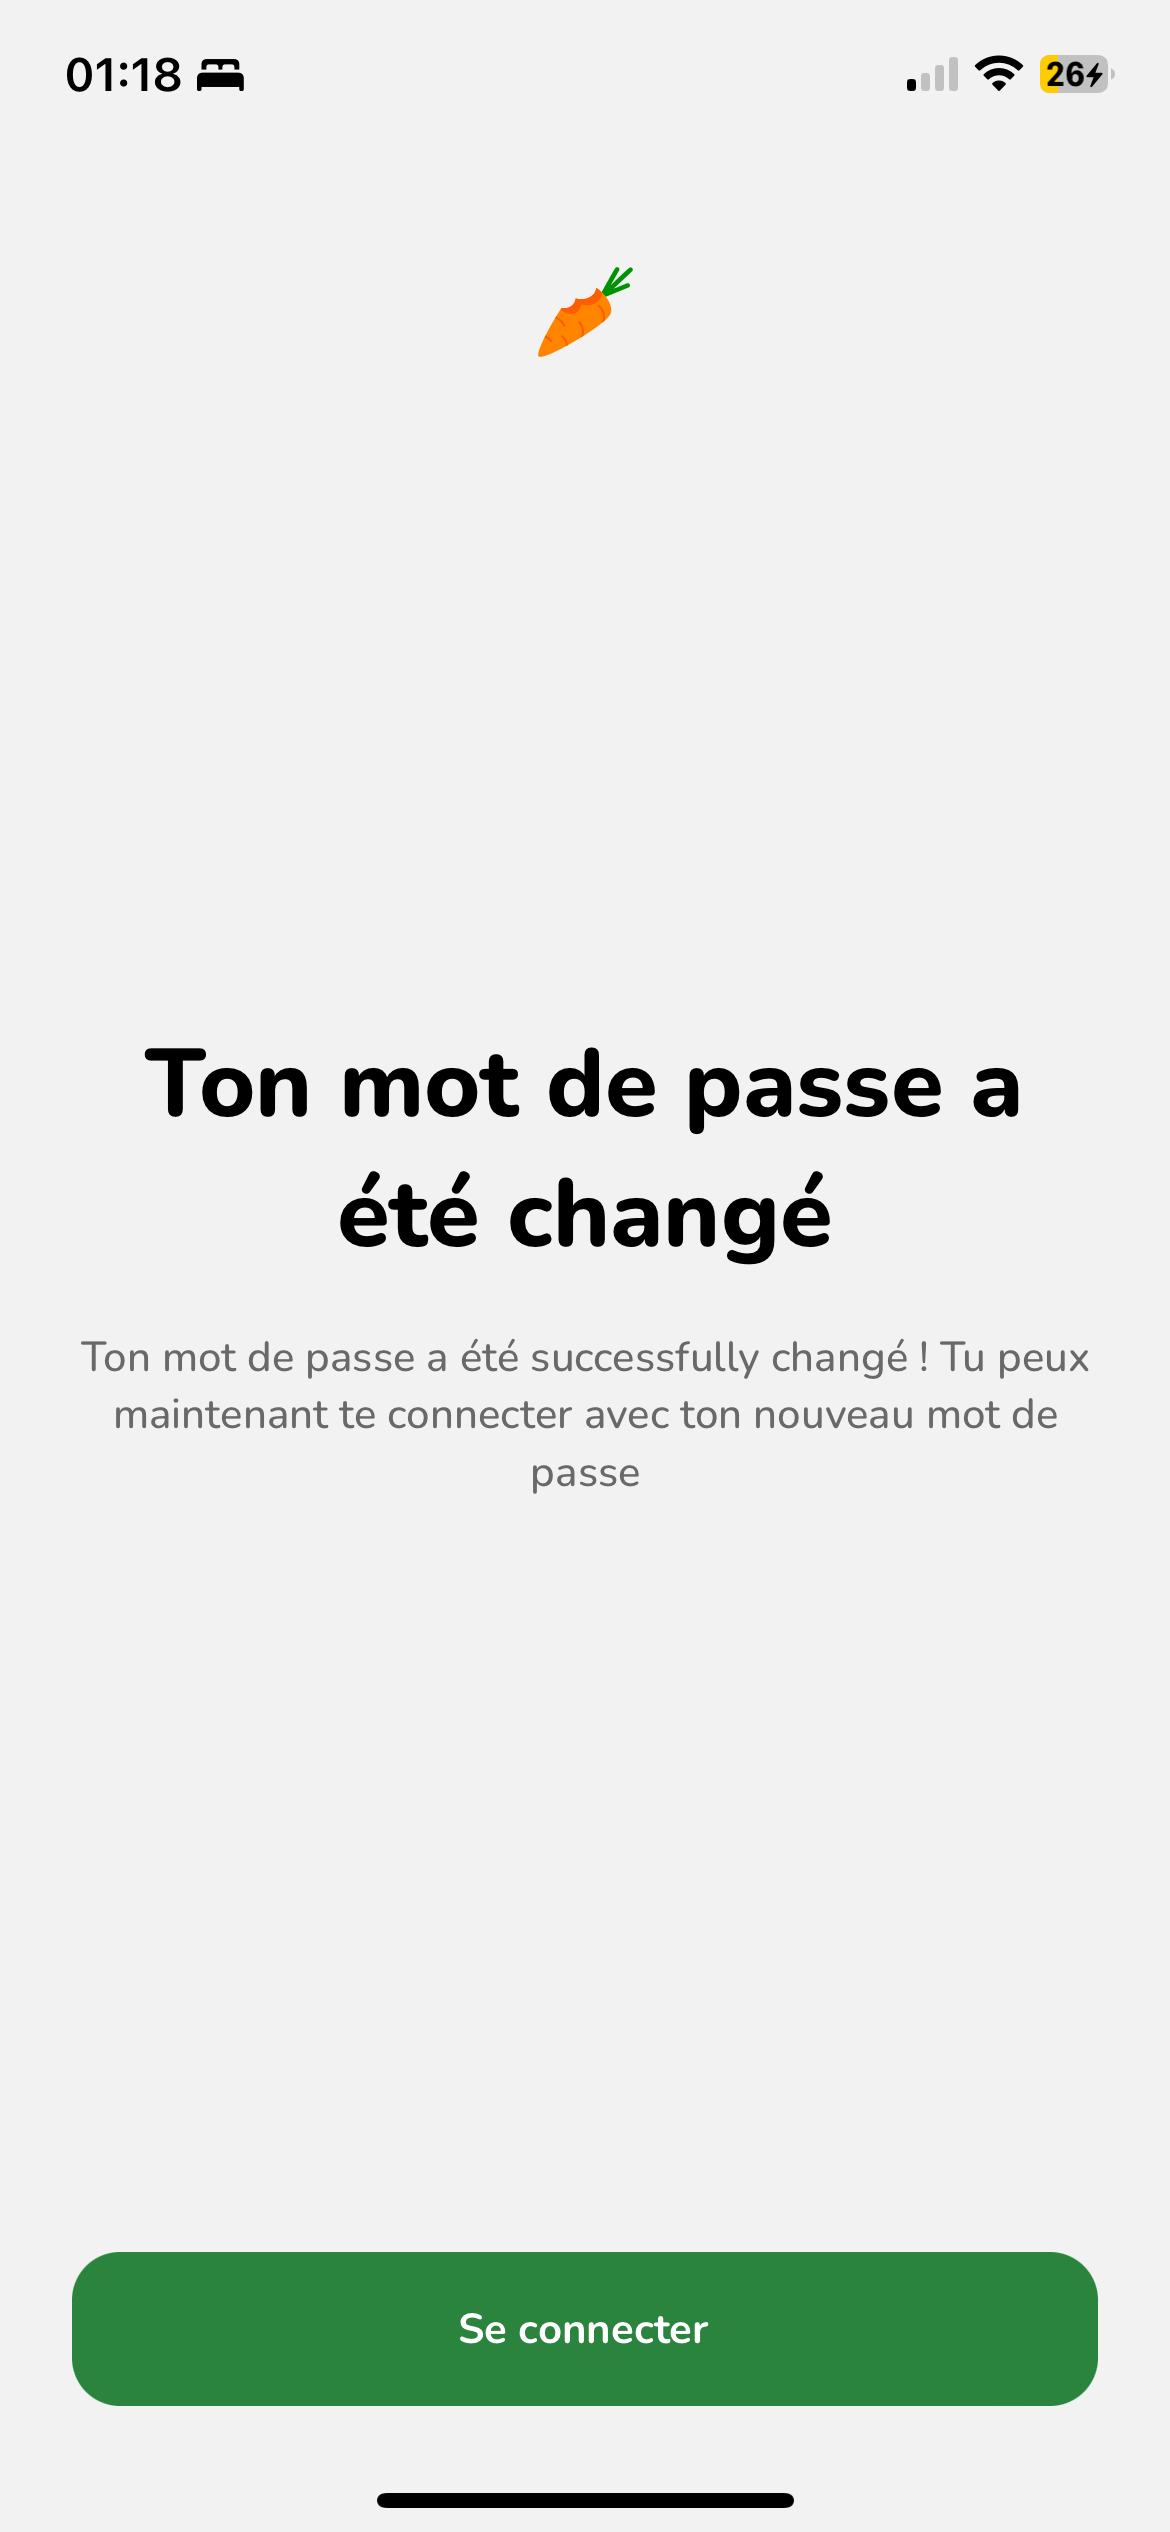 01:18
26
Ton mot de passe a
été changé
Ton mot de passe a été successfully changé ! Tu peux
maintenant te connecter avec ton nouveau mot de
passe
Se connecter